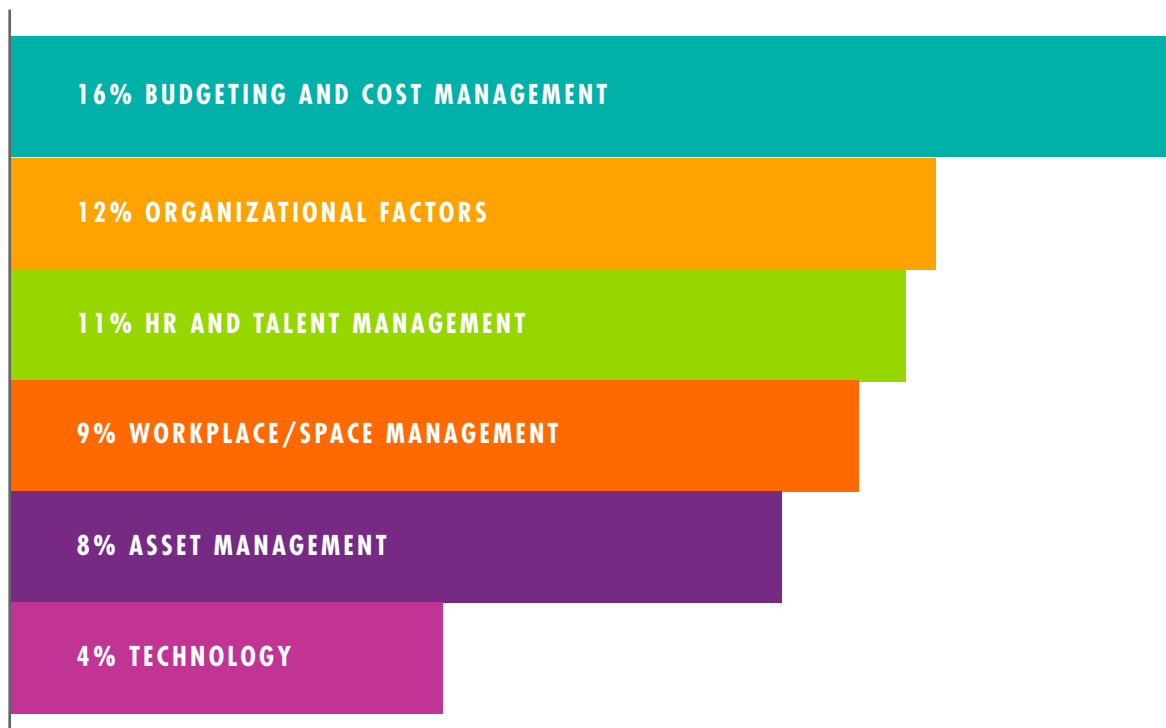 16% BUDGETING AND COST MANAGEMENT
12% ORGANIZATIONAL FACTORS
11% HR AND TALENT MANAGEMENT
9% WORKPLACE/SPACE MANAGEMENT
8% ASSET MANAGEMENT
4% TECHNOLOGY